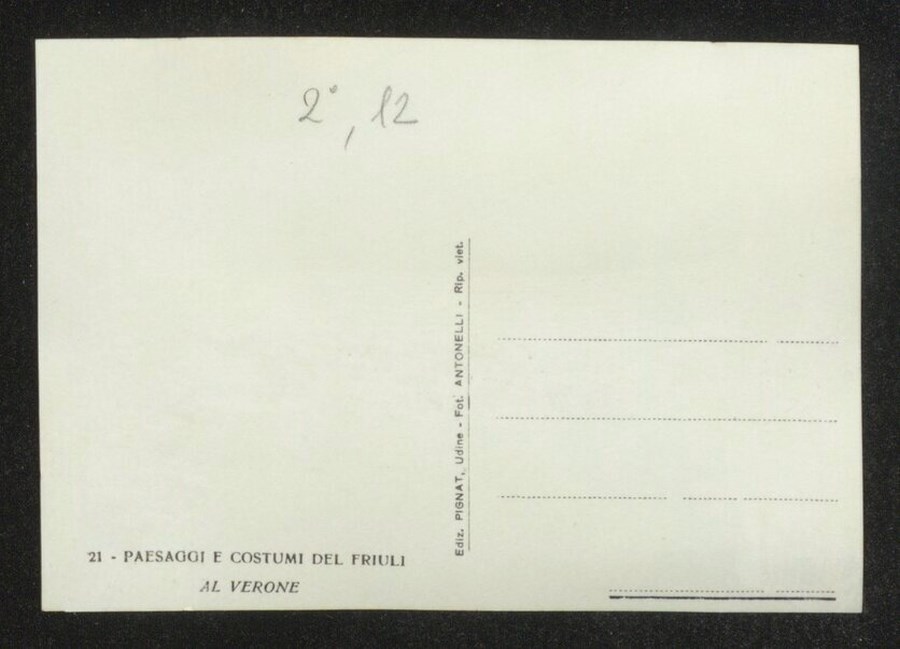 2°, 12
Ediz. PIGNAT, Udine - Fot. ANTONELLI - Rip. viet.
21 - PAESAGGI E COSTUMI DEL FRIULI
AL VERONE